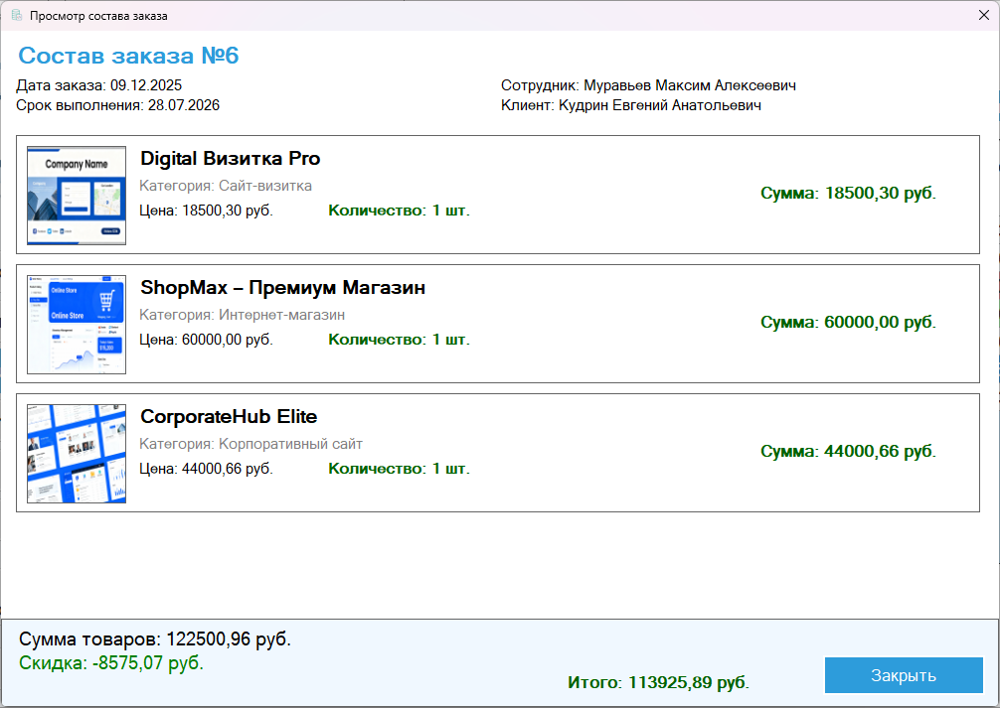 Просмотр состава заказа
Состав заказа №6
Дата заказа: 09.12.2025
Срок выполнения: 28.07.2026
Сотрудник: Муравьев Максим Алексеевич
Клиент: Кудрин Евгений Анатольевич
Company Name
Digital Визитка Pro
Категория: Сайт-визитка
Цена: 18500,30 руб.
Количество: 1 шт.
Сумма: 18500,30 руб.
Online Store
Online Store
ShopMax – Премиум Магазин
Категория: Интернет-магазин
Цена: 60000,00 руб.
Количество: 1 шт.
Сумма: 60000,00 руб.
CorporateHub Elite
Категория: Корпоративный сайт
Цена: 44000,66 руб.
Количество: 1 шт.
Сумма: 44000,66 руб.
Сумма товаров: 122500,96 руб.
Скидка: -8575,07 руб.
Итого: 113925,89 руб.
Закрыть